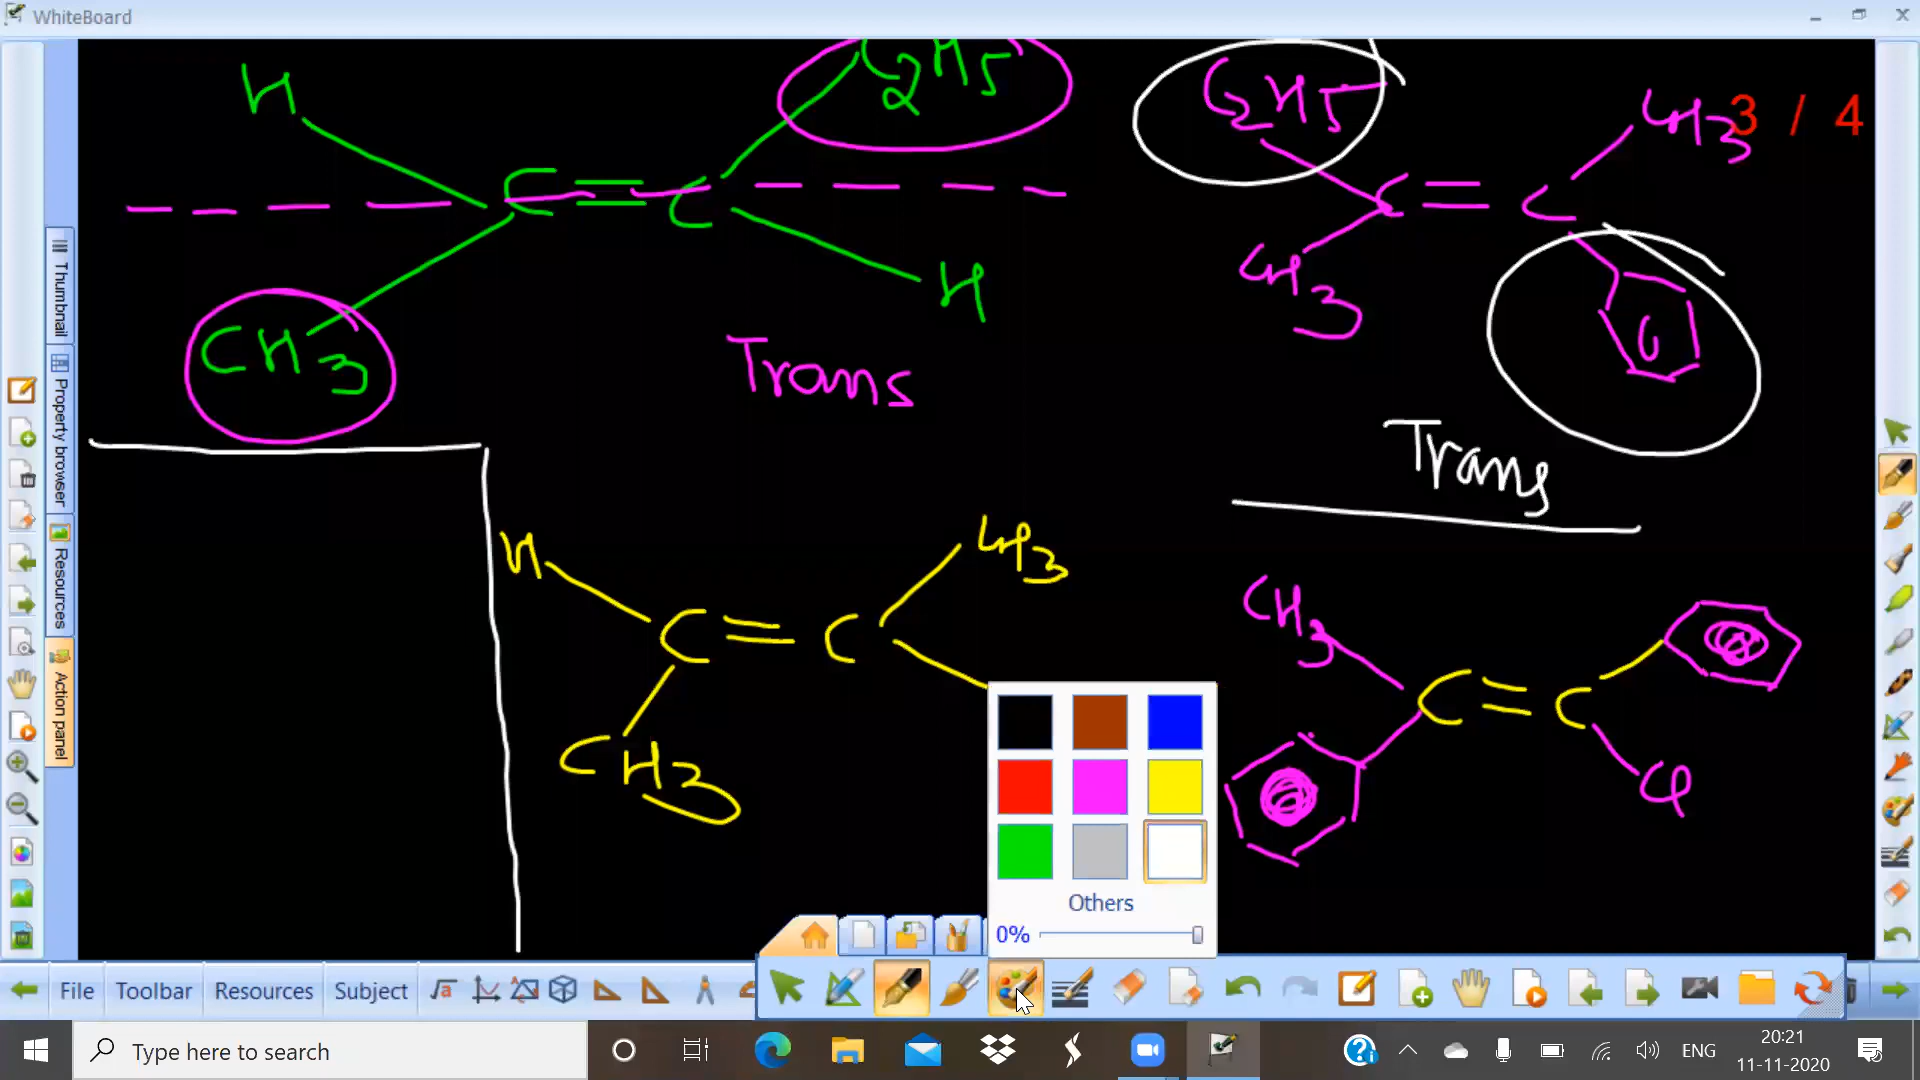 WhiteBoard
H
C2H5
C2H5
CH3
3 / 4
C
C
C
C
H
CH3
CH3
Trans
Trans
H
CH3
CH3
C
C
C
C
CH3
Cl
Thumbnail
Property browser
Resources
Action panel
Others
0%
File
Toolbar
Resources
Subject
Type here to search
ENG
20:21
11-11-2020